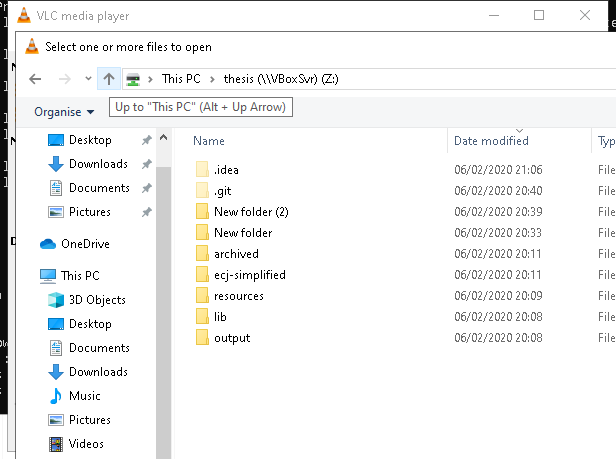 VLC media player
Select one or more files to open
This PC > thesis (\\VBoxSvr) (Z:)
Organise
Up to "This PC" (Alt + Up Arrow)
Name Date modified Typ
Desktop
Downloads
Documents
Pictures
OneDrive
This PC
3D Objects
Desktop
Documents
Downloads
Music
Pictures
Videos
.idea 06/02/2020 21:06 File
.git 06/02/2020 20:40 File
New folder (2) 06/02/2020 20:39 File
New folder 06/02/2020 20:33 File
archived 06/02/2020 20:11 File
ecj-simplified 06/02/2020 20:11 File
resources 06/02/2020 20:09 File
lib 06/02/2020 20:08 File
output 06/02/2020 20:08 File